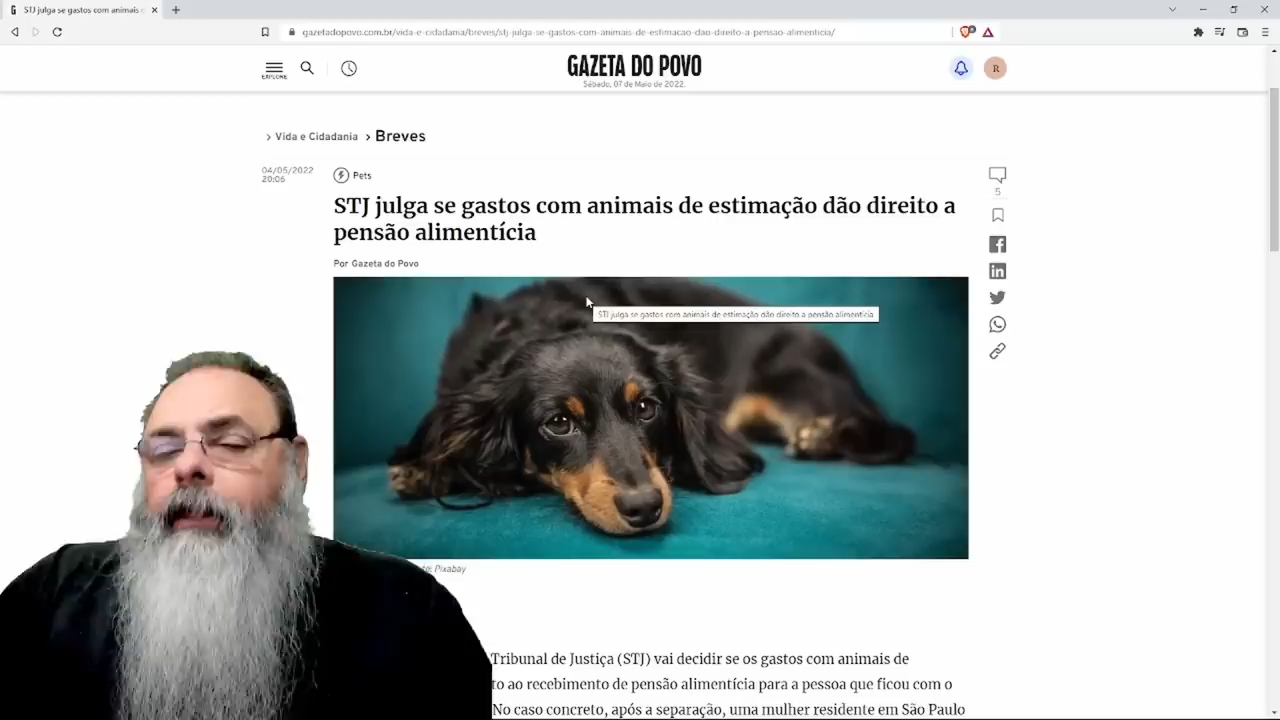 STJ julga se gastos com animais
gazetadopovo.com.br/vida-e-cidadania/breves/stj-julga-se-gastos-com-animais-de-estimacao-dao-direito-a-pensao-alimenticia/
EXPLORE
GAZETA DO POVO
Sábado, 07 de Maio de 2022.
R
> Vida e Cidadania > Breves
04/05/2022
20:06
Pets
5
STJ julga se gastos com animais de estimação dão direito a
pensão alimentícia
Por Gazeta do Povo
STJ julga se gastos com animais de estimação dão direito a pensão alimentícia
Pixabay
Tribunal de Justiça (STJ) vai decidir se os gastos com animais de
to ao recebimento de pensão alimentícia para a pessoa que ficou com o
No caso concreto, após a separação, uma mulher residente em São Paulo